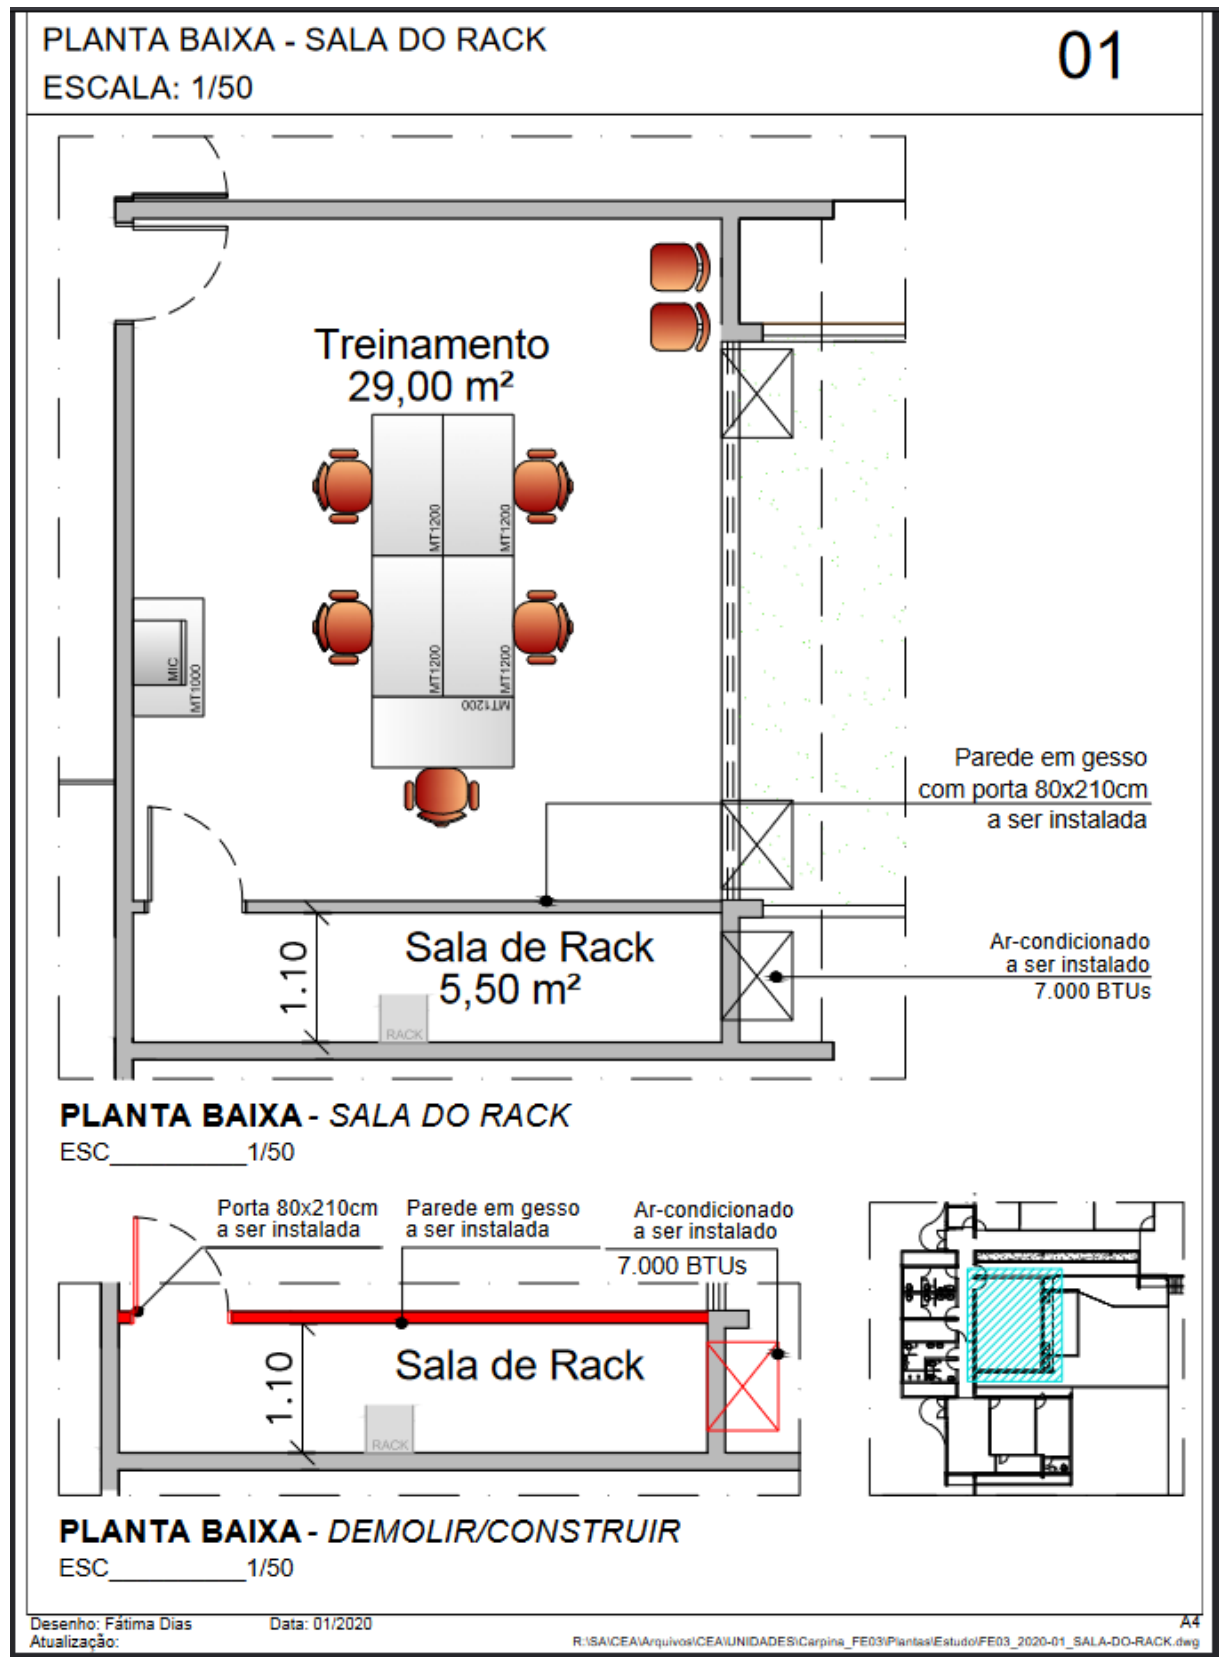 PLANTA BAIXA - SALA DO RACK
ESCALA: 1/50
01
Treinamento
29,00 m²
MT1200
MT1200
MT1200
MT1200
MT1200
MIC
MT1000
Parede em gesso
com porta 80x210cm
a ser instalada
1.10
Sala de Rack
5,50 m²
RACK
Ar-condicionado
a ser instalado
7.000 BTUs
PLANTA BAIXA - SALA DO RACK
ESC__________1/50
Porta 80x210cm
a ser instalada
Parede em gesso
a ser instalada
Ar-condicionado
a ser instalado
7.000 BTUs
1.10
Sala de Rack
RACK
PLANTA BAIXA - DEMOLIR/CONSTRUIR
ESC__________1/50
Desenho: Fátima Dias
Data: 01/2020
A4
Atualização:
R:\SA\CEA\Arquivos\CEA\UNIDADES\Carpina_FE03\Plantas\Estudo\FE03_2020-01_SALA-DO-RACK.dwg